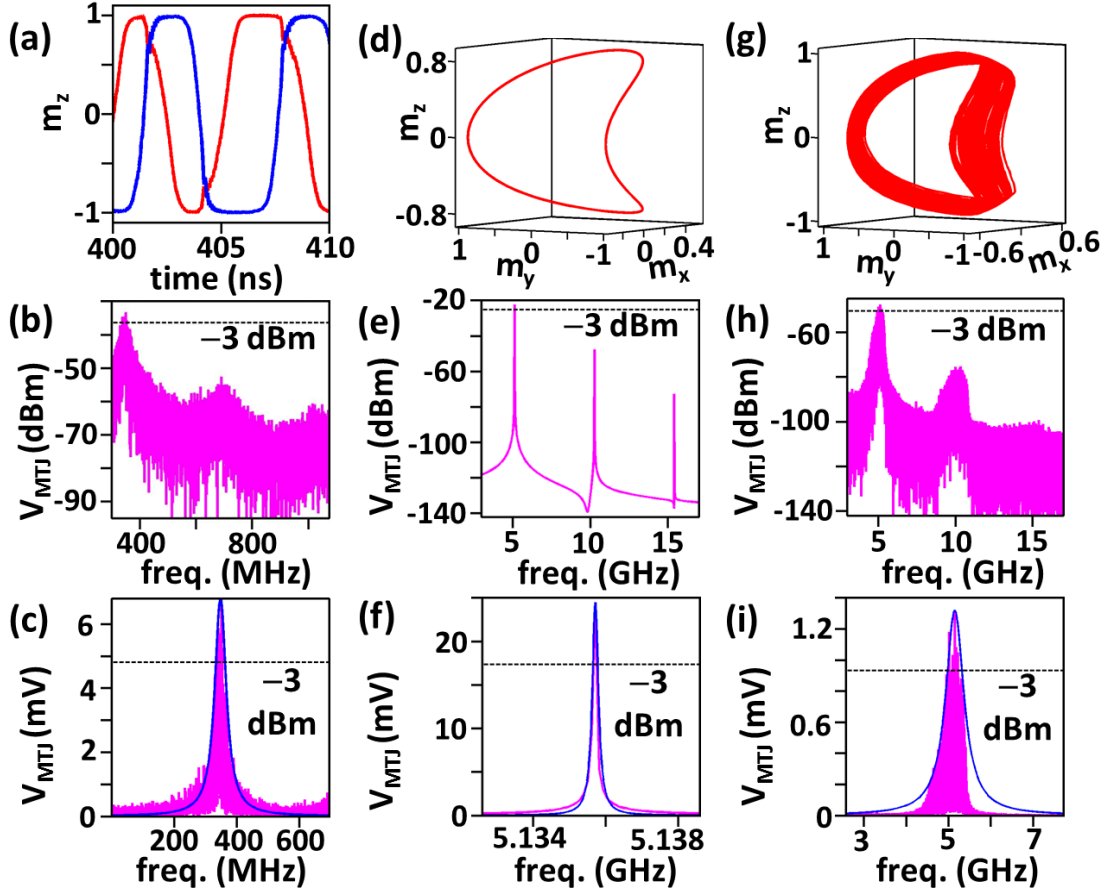 (a)
1
0
-1
m_z
400
405
410
time (ns)
(d)
0.8
0
-0.8
m_z
1
0
-1
m_y
0
0.4
m_x
(g)
1
0
-1
m_z
1
0
-1
m_y
-0.6
0.6
m_x
(b)
-50
-70
-90
V_MTJ (dBm)
−3 dBm
400
800
freq. (MHz)
(e)
-20
-60
-100
-140
V_MTJ (dBm)
−3 dBm
5
10
15
freq. (GHz)
(h)
-60
-100
-140
V_MTJ (dBm)
−3 dBm
5
10
15
freq. (GHz)
(c)
6
4
2
0
V_MTJ (mV)
−3
dBm
200
400
600
freq. (MHz)
(f)
20
10
0
V_MTJ (mV)
−3
dBm
5.134
5.138
freq. (GHz)
(i)
1.2
0.6
0
V_MTJ (mV)
−3
dBm
3
5
7
freq. (GHz)